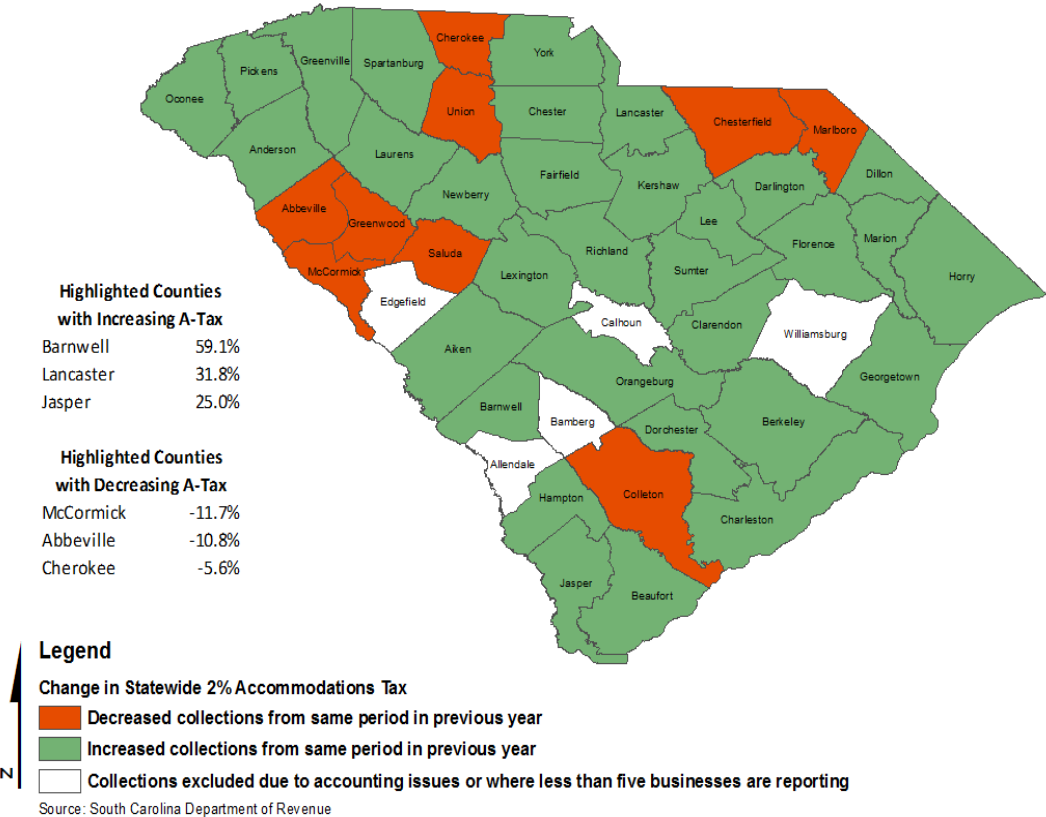 Cherokee
York
Greenville
Spartanburg
Pickens
Oconee
Union
Chester
Lancaster
Chesterfield
Marlboro
Anderson
Laurens
Fairfield
Kershaw
Darlington
Dillon
Newberry
Abbeville
Greenwood
Lee
Richland
Florence
Marion
Saluda
McCormick
Lexington
Sumter
Horry
Edgefield
Calhoun
Clarendon
Williamsburg
Aiken
Orangeburg
Georgetown
Barnwell
Bamberg
Dorchester
Berkeley
Allendale
Hampton
Colleton
Charleston
Jasper
Beaufort
Highlighted Counties
with Increasing A-Tax
Barnwell 59.1%
Lancaster 31.8%
Jasper 25.0%
Highlighted Counties
with Decreasing A-Tax
McCormick -11.7%
Abbeville -10.8%
Cherokee -5.6%
Legend
Change in Statewide 2% Accommodations Tax
Decreased collections from same period in previous year
Increased collections from same period in previous year
Collections excluded due to accounting issues or where less than five businesses are reporting
N
Source: South Carolina Department of Revenue